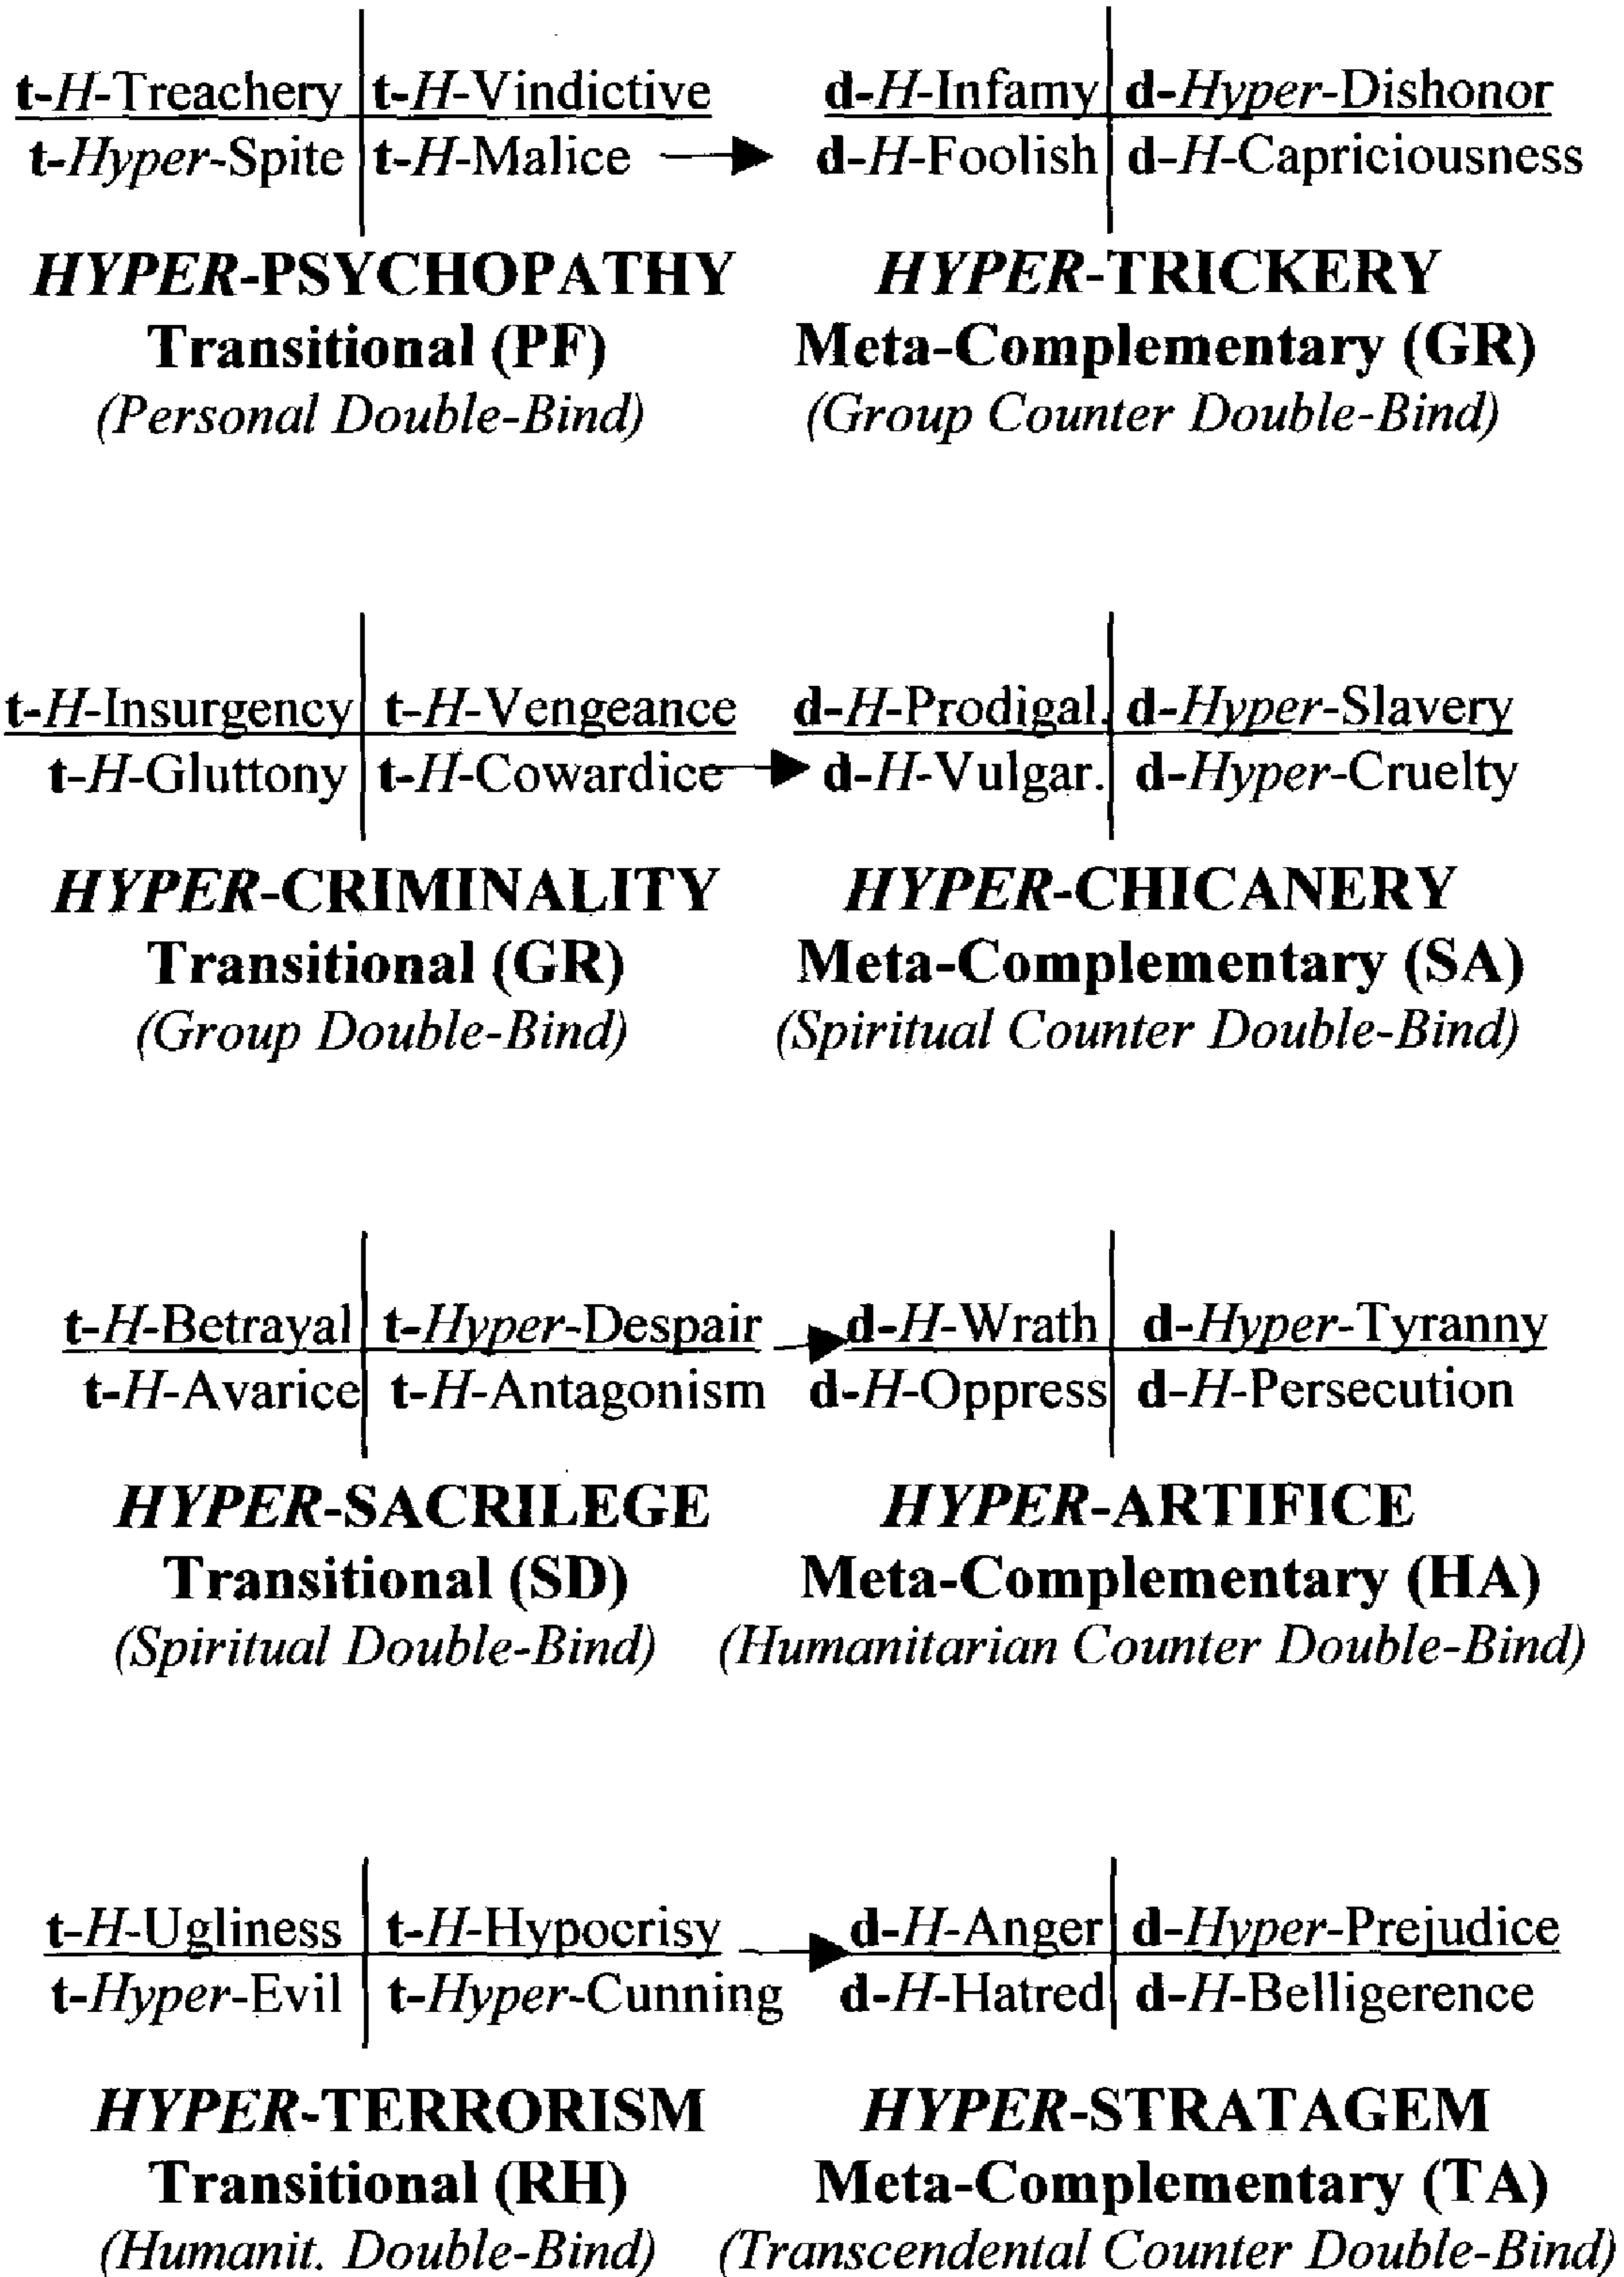 t-H-Treachery t-H-Vindictive d-H-Infamy d-Hyper-Dishonor
t-Hyper-Spite t-H-Malice d-H-Foolish d-H-Capriciousness
HYPER-PSYCHOPATHY HYPER-TRICKERY
Transitional (PF) Meta-Complementary (GR)
(Personal Double-Bind) (Group Counter Double-Bind)
t-H-Insurgency t-H-Vengeance d-H-Prodigal. d-Hyper-Slavery
t-H-Gluttony t-H-Cowardice d-H-Vulgar. d-Hyper-Cruelty
HYPER-CRIMINALITY HYPER-CHICANERY
Transitional (GR) Meta-Complementary (SA)
(Group Double-Bind) (Spiritual Counter Double-Bind)
t-H-Betrayal t-Hyper-Despair d-H-Wrath d-Hyper-Tyranny
t-H-Avarice t-H-Antagonism d-H-Oppress d-H-Persecution
HYPER-SACRILEGE HYPER-ARTIFICE
Transitional (SD) Meta-Complementary (HA)
(Spiritual Double-Bind) (Humanitarian Counter Double-Bind)
t-H-Ugliness t-H-Hypocrisy d-H-Anger d-Hyper-Prejudice
t-Hyper-Evil t-Hyper-Cunning d-H-Hatred d-H-Belligerence
HYPER-TERRORISM HYPER-STRATAGEM
Transitional (RH) Meta-Complementary (TA)
(Humanit. Double-Bind) (Transcendental Counter Double-Bind)